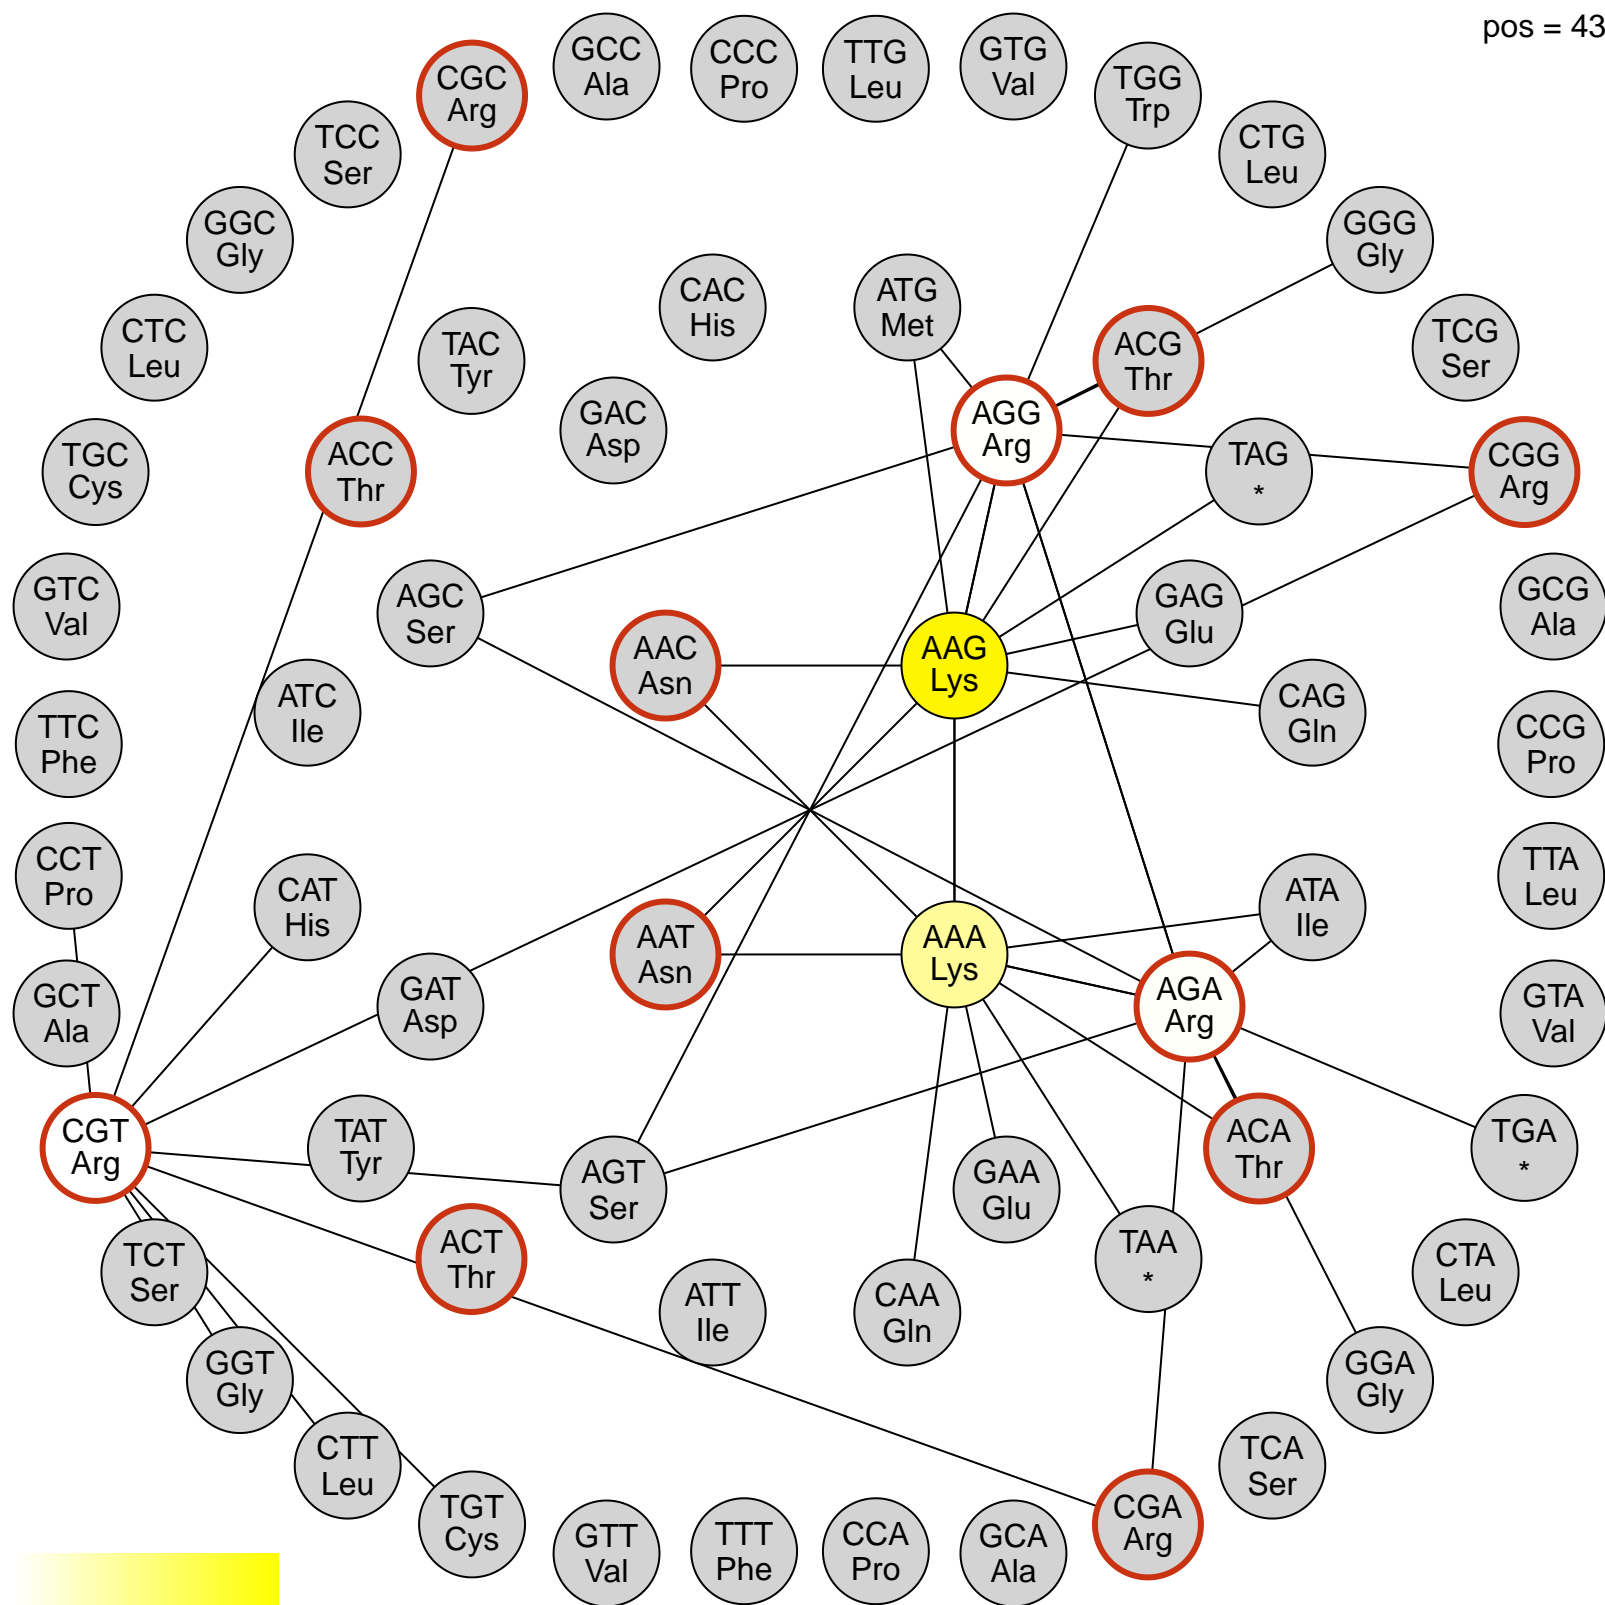 pos = 43
GCC
Ala
CCC
Pro
TTG
Leu
GTG
Val
CGC
Arg
TGG
Trp
TCC
Ser
CTG
Leu
GGC
Gly
GGG
Gly
CAC
His
ATG
Met
CTC
Leu
TAC
Tyr
ACG
Thr
TCG
Ser
GAC
Asp
AGG
Arg
TGC
Cys
ACC
Thr
TAG
*
CGG
Arg
GTC
Val
AGC
Ser
GAG
Glu
GCG
Ala
AAC
Asn
AAG
Lys
ATC
Ile
CAG
Gln
TTC
Phe
CCG
Pro
CCT
Pro
TTA
Leu
CAT
His
ATA
Ile
AAT
Asn
AAA
Lys
GCT
Ala
GAT
Asp
AGA
Arg
GTA
Val
CGT
Arg
TAT
Tyr
ACA
Thr
TGA
*
AGT
Ser
GAA
Glu
TCT
Ser
ACT
Thr
TAA
*
CTA
Leu
ATT
Ile
CAA
Gln
GGT
Gly
GGA
Gly
CTT
Leu
TCA
Ser
TGT
Cys
CGA
Arg
GTT
Val
TTT
Phe
CCA
Pro
GCA
Ala